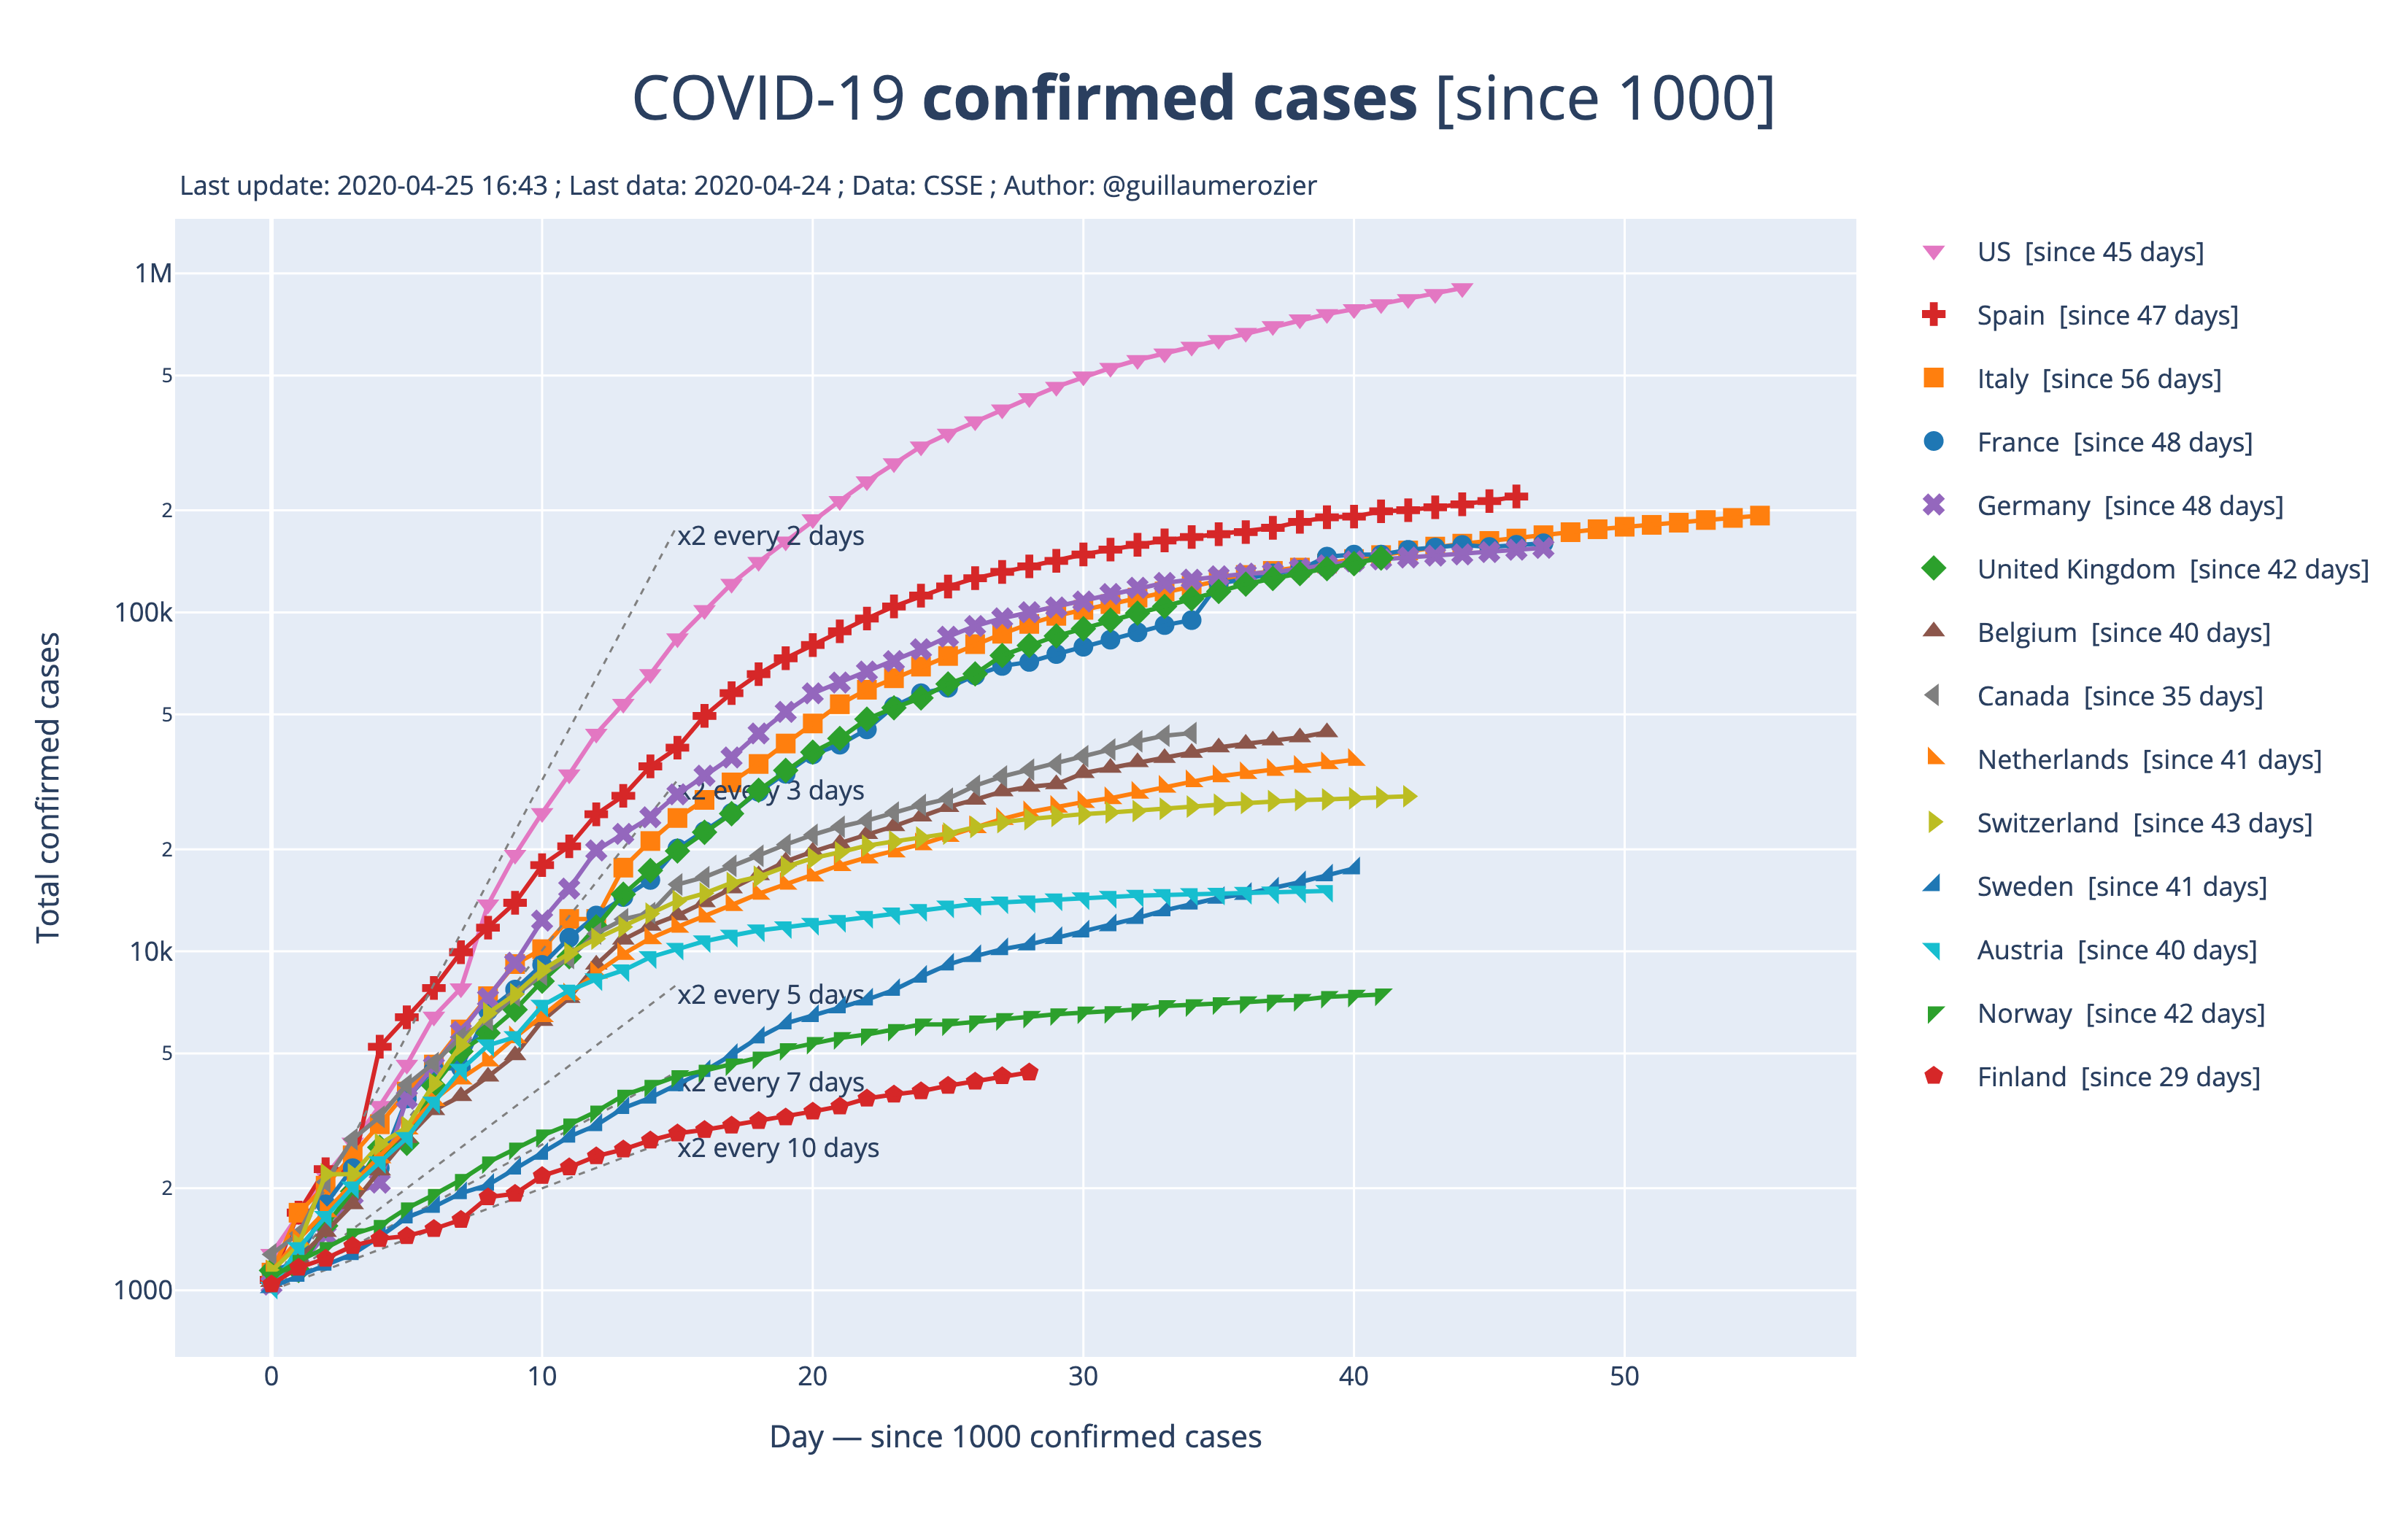 COVID-19 confirmed cases [since 1000]
Last update: 2020-04-25 16:43 ; Last data: 2020-04-24 ; Data: CSSE ; Author: @guillaumerozier
Total confirmed cases
1M
5
2
100k
5
2
10k
5
2
1000
x2 every 2 days
x2 every 3 days
x2 every 5 days
x2 every 7 days
x2 every 10 days
0 10 20 30 40 50
Day — since 1000 confirmed cases
US [since 45 days]
Spain [since 47 days]
Italy [since 56 days]
France [since 48 days]
Germany [since 48 days]
United Kingdom [since 42 days]
Belgium [since 40 days]
Canada [since 35 days]
Netherlands [since 41 days]
Switzerland [since 43 days]
Sweden [since 41 days]
Austria [since 40 days]
Norway [since 42 days]
Finland [since 29 days]